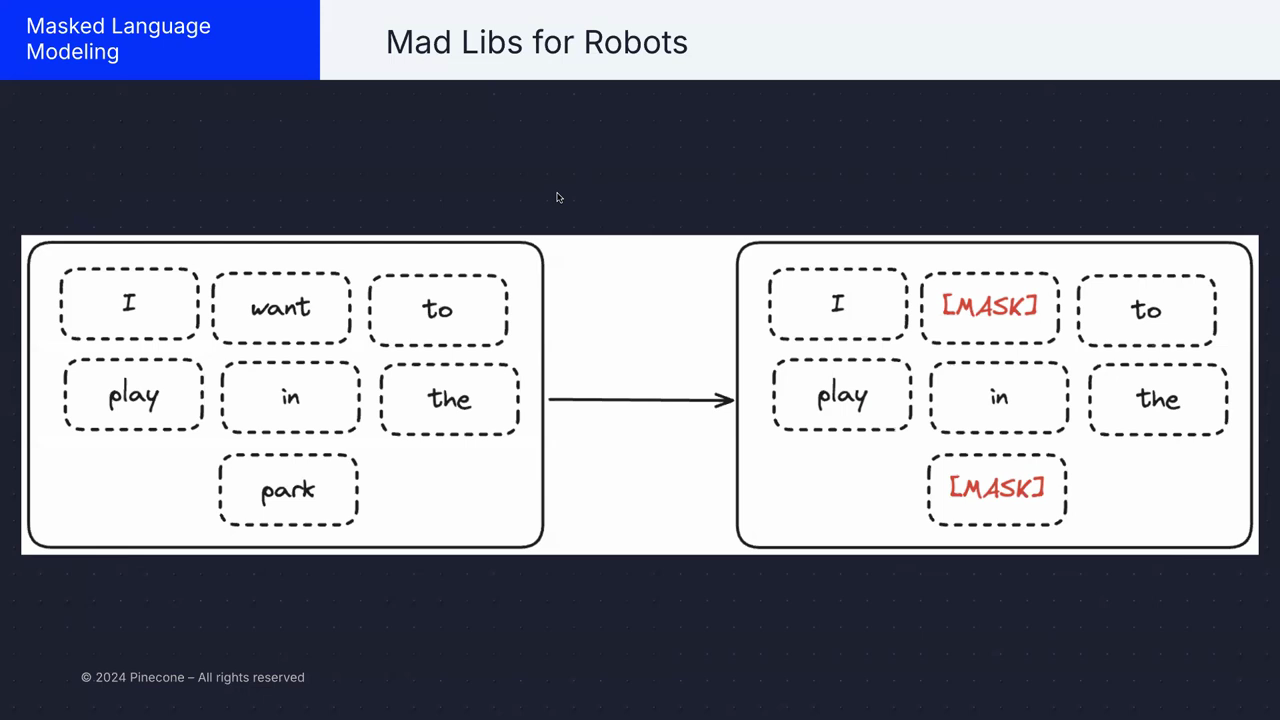 Masked Language
Modeling
Mad Libs for Robots
I want to
play in the
park
I [MASK] to
play in the
[MASK]
© 2024 Pinecone – All rights reserved